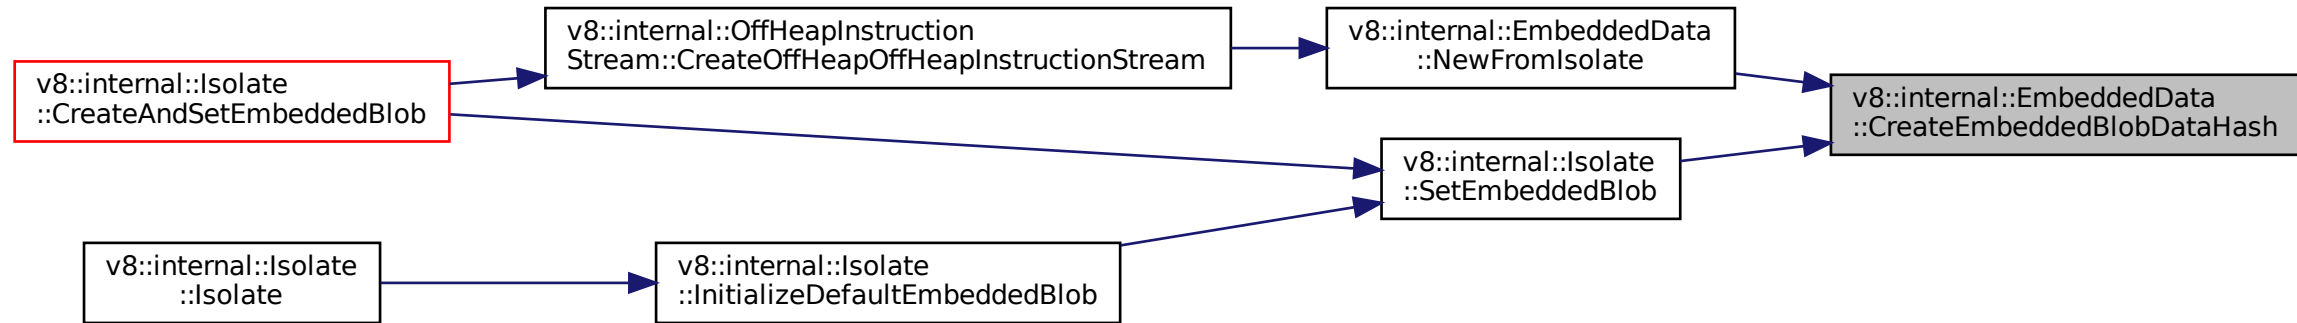 v8::internal::OffHeapInstruction
Stream::CreateOffHeapOffHeapInstructionStream
v8::internal::EmbeddedData
::NewFromIsolate
v8::internal::Isolate
::CreateAndSetEmbeddedBlob
v8::internal::EmbeddedData
::CreateEmbeddedBlobDataHash
v8::internal::Isolate
::SetEmbeddedBlob
v8::internal::Isolate
::Isolate
v8::internal::Isolate
::InitializeDefaultEmbeddedBlob